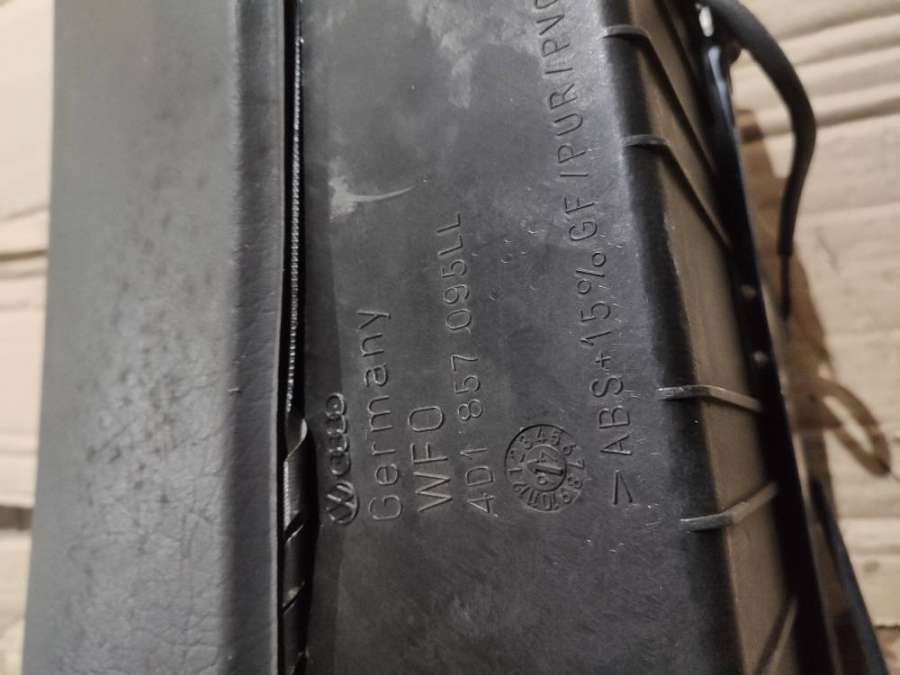 Germany
WFO
4D1 857 095LL
>ABS+15%GF/PUR/PVC